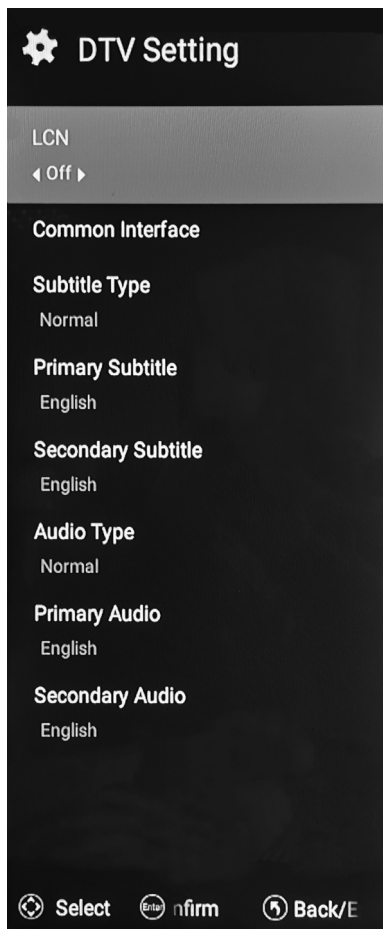 DTV Setting
LCN
Off
Common Interface
Subtitle Type
Normal
Primary Subtitle
English
Secondary Subtitle
English
Audio Type
Normal
Primary Audio
English
Secondary Audio
English
Select Enter nfirm Back/E